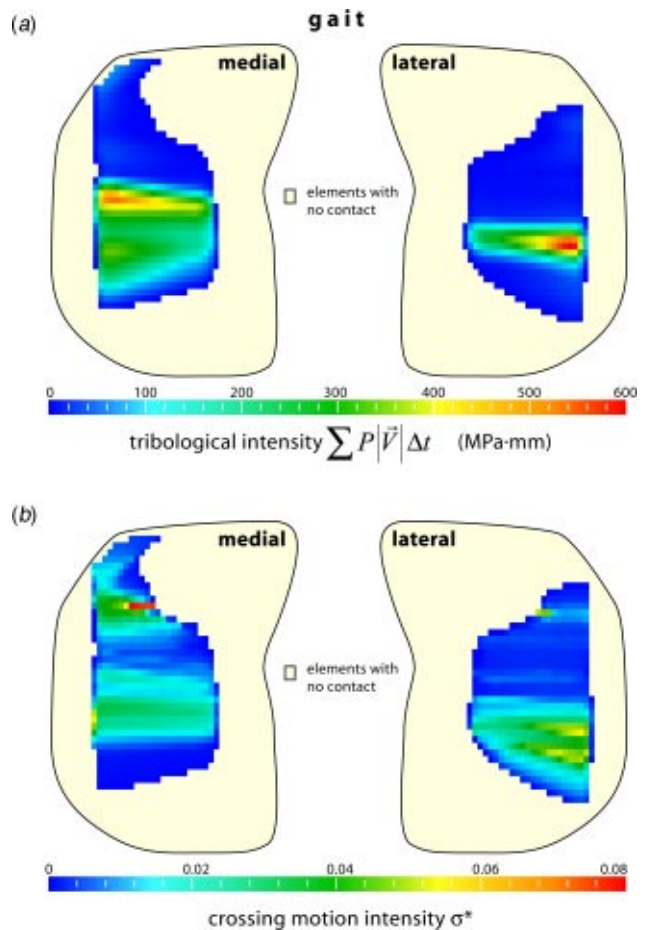 gait
(a)
medial lateral
elements with
no contact
0 100 200 300 400 500 600
tribological intensity ∑ P|V⃗|Δt (MPa-mm)
(b)
medial lateral
elements with
no contact
0 0.02 0.04 0.06 0.08
crossing motion intensity σ*